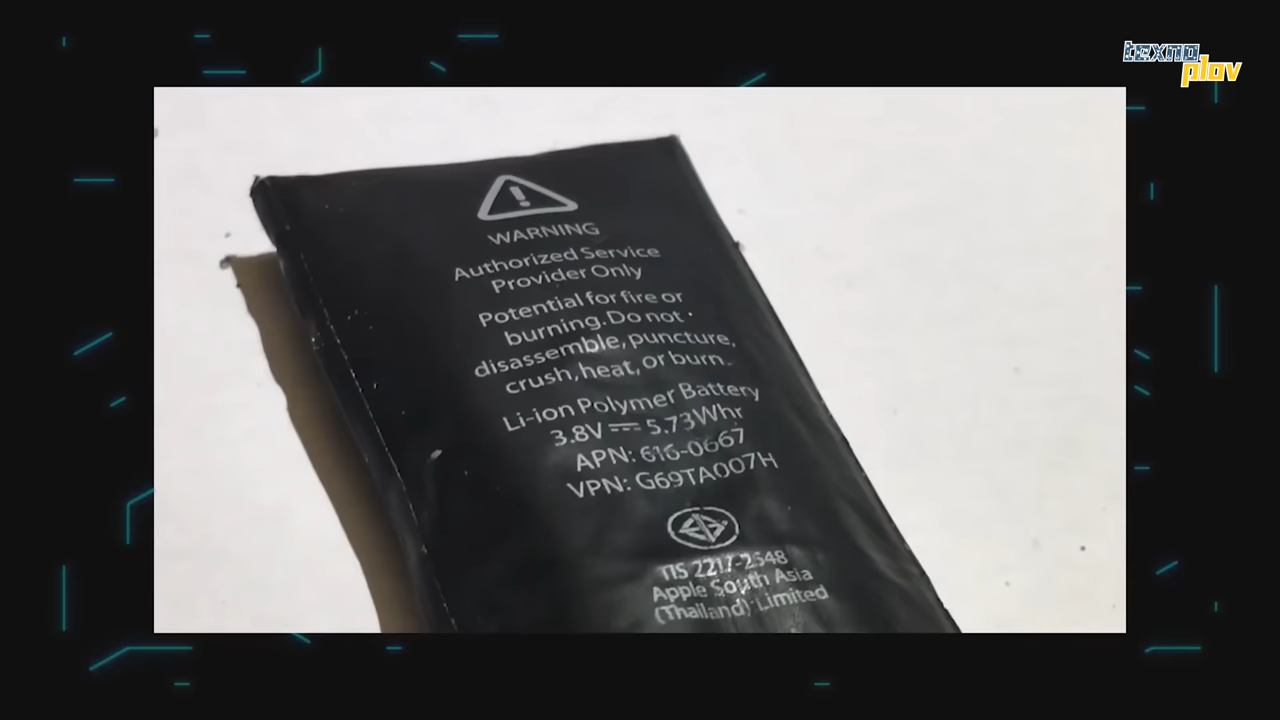 texno
plov
WARNING
Authorized Service
Provider Only
Potential for fire or
burning. Do not
disassemble, puncture,
crush, heat, or burn.
Li-ion Polymer Battery
3.8V 5.73Whr
APN: 616-0667
VPN: G69TA007H
TIS 2217-2548
Apple South Asia
(Thailand) Limited